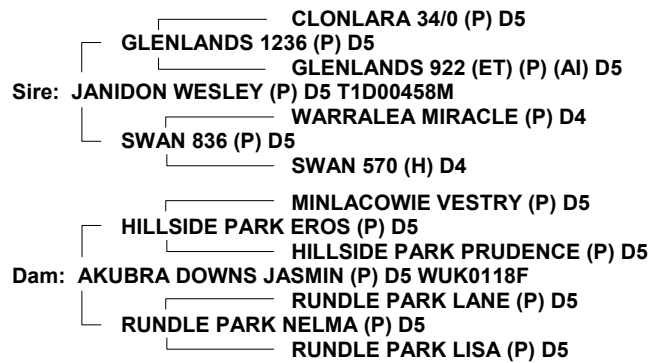 CLONLARA 34/0 (P) D5
GLENLANDS 1236 (P) D5
GLENLANDS 922 (ET) (P) (AI) D5
Sire: JANIDON WESLEY (P) D5 T1D00458M
WARRALEA MIRACLE (P) D4
SWAN 836 (P) D5
SWAN 570 (H) D4
MINLACOWIE VESTRY (P) D5
HILLSIDE PARK EROS (P) D5
HILLSIDE PARK PRUDENCE (P) D5
Dam: AKUBRA DOWNS JASMIN (P) D5 WUK0118F
RUNDLE PARK LANE (P) D5
RUNDLE PARK NELMA (P) D5
RUNDLE PARK LISA (P) D5